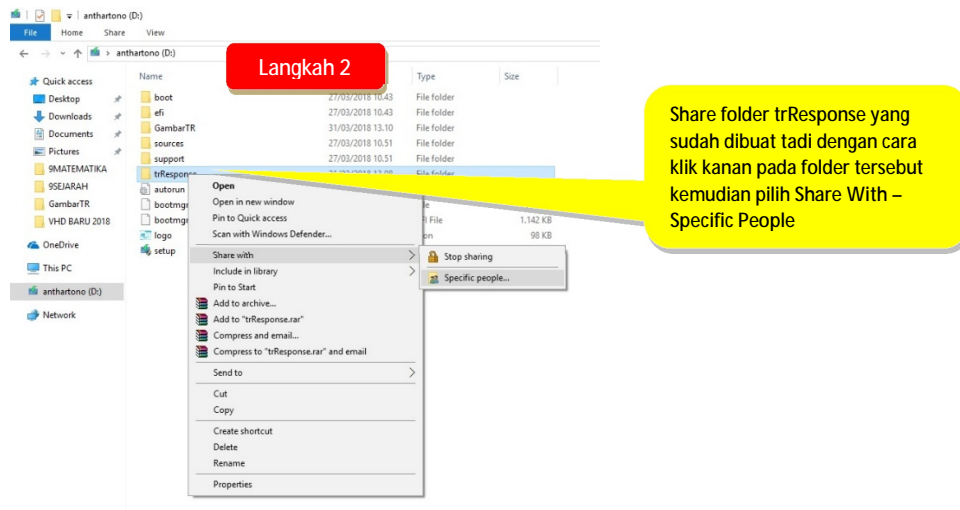 anthartono (D:)
File Home Share View
anthartono (D:)
Langkah 2
Name Type Size
Quick access
Desktop
Downloads
Documents
Pictures
9MATEMATIKA
9SEJARAH
GambarTR
VHD BARU 2018
OneDrive
This PC
anthartono (D:)
Network
boot 27/03/2018 10.43 File folder
efi 27/03/2018 10.43 File folder
GambarTR 31/03/2018 13.10 File folder
sources 27/03/2018 10.51 File folder
support 27/03/2018 10.51 File folder
trResponse File folder
autorun
bootmgr
bootmgr File 1.142 KB
logo 98 KB
setup
Open
Open in new window
Pin to Quick access
Scan with Windows Defender...
Share with
Include in library
Pin to Start
Add to archive...
Add to "trResponse.rar"
Compress and email...
Compress to "trResponse.rar" and email
Send to
Cut
Copy
Create shortcut
Delete
Rename
Properties
Stop sharing
Specific people...
Share folder trResponse yang
sudah dibuat tadi dengan cara
klik kanan pada folder tersebut
kemudian pilih Share With –
Specific People